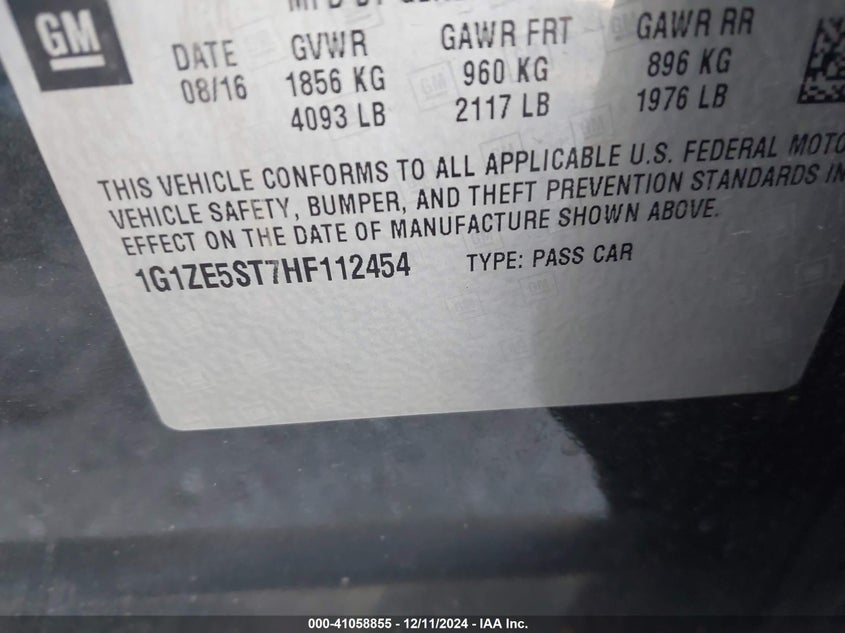 GM
DATE GVWR GAWR FRT GAWR RR
08/16 1856 KG 960 KG 896 KG
4093 LB 2117 LB 1976 LB
THIS VEHICLE CONFORMS TO ALL APPLICABLE U.S. FEDERAL MOTO
VEHICLE SAFETY, BUMPER, AND THEFT PREVENTION STANDARDS IN
EFFECT ON THE DATE OF MANUFACTURE SHOWN ABOVE.
1G1ZE5ST7HF112454 TYPE: PASS CAR
000-41058855 - 12/11/2024 - IAA Inc.